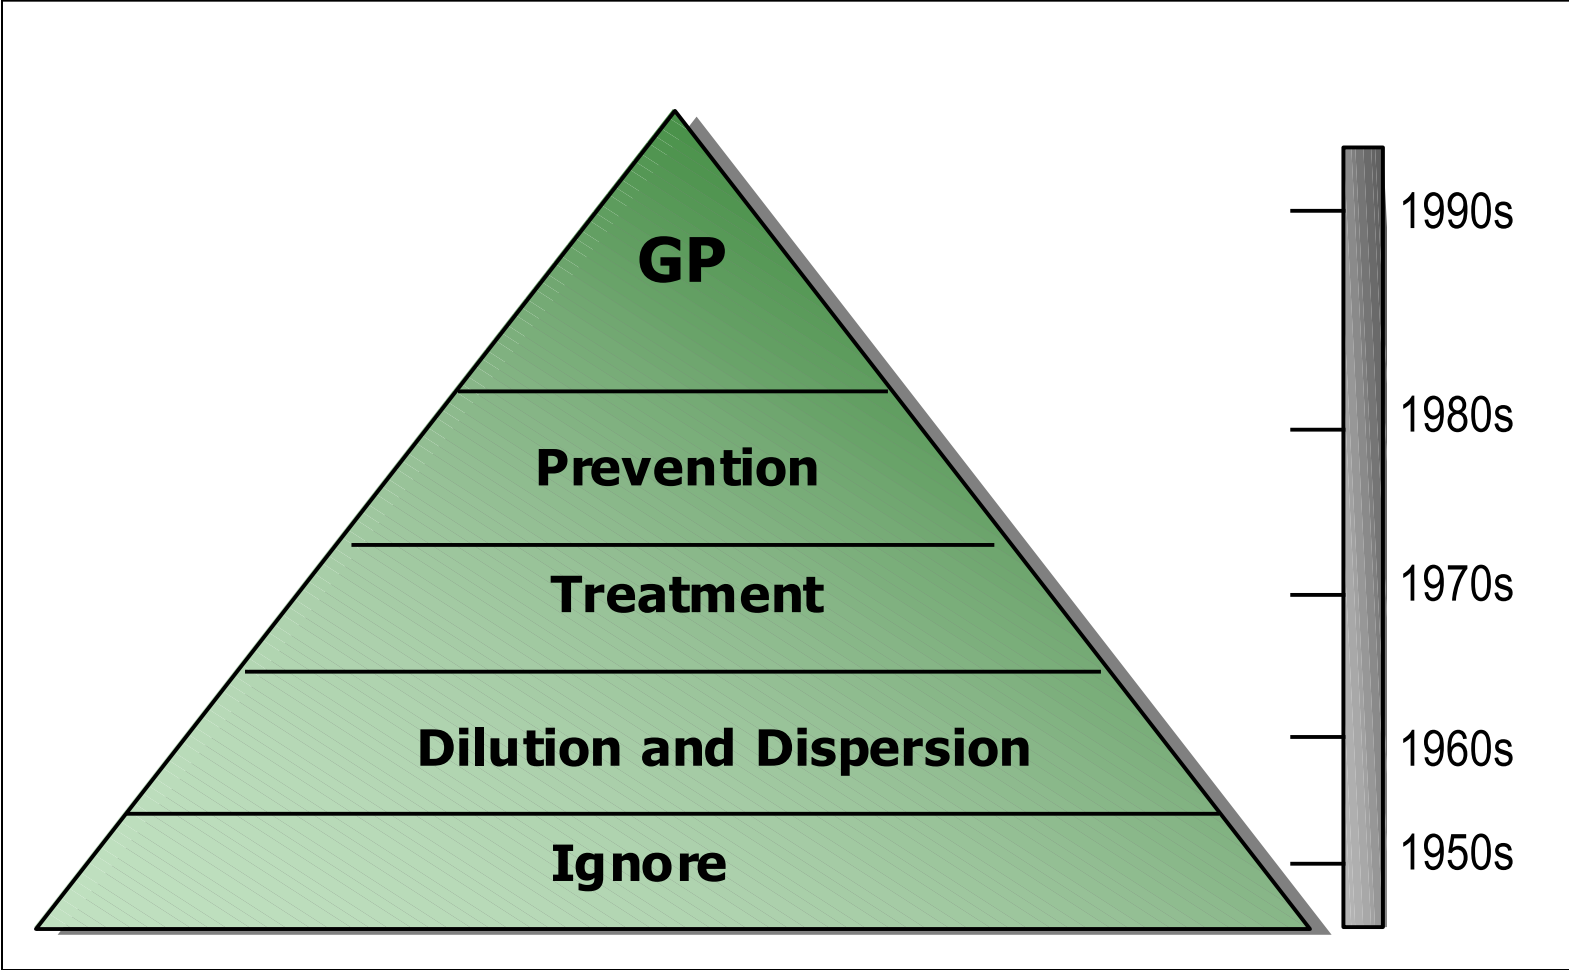 GP
Prevention
Treatment
Dilution and Dispersion
Ignore
1990s
1980s
1970s
1960s
1950s